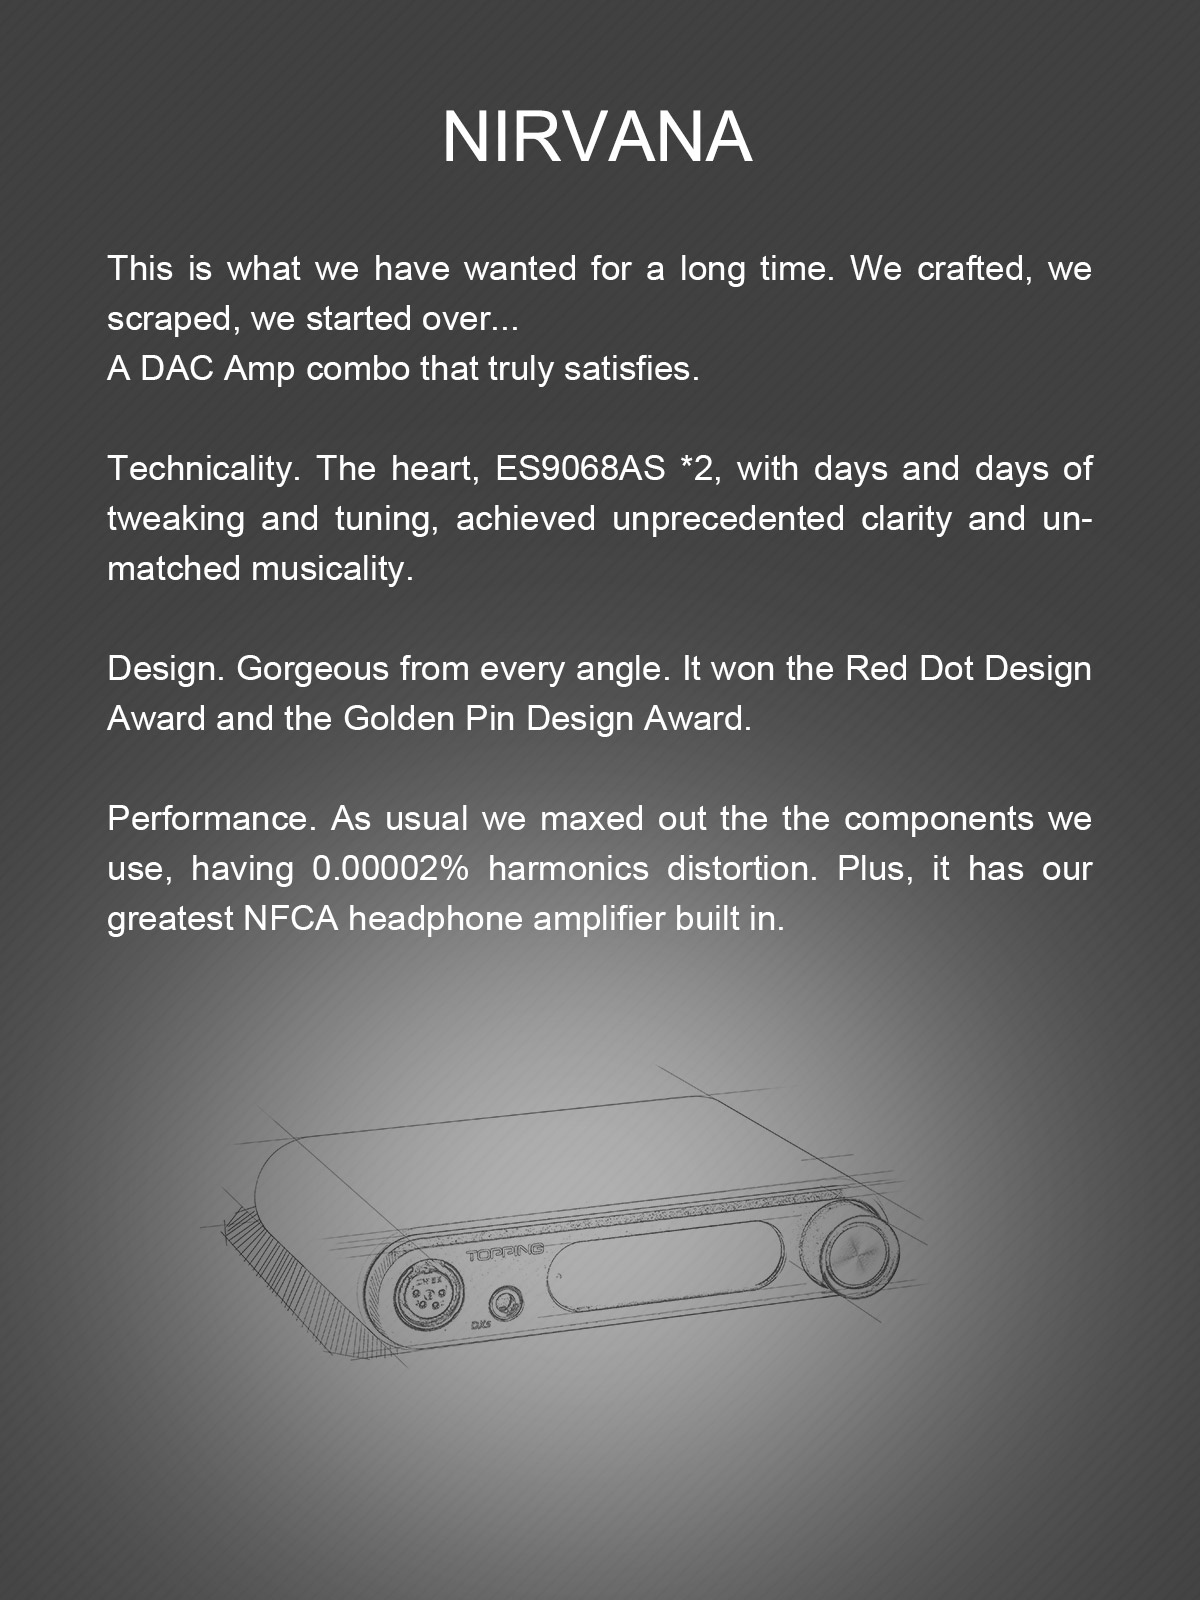 NIRVANA
This is what we have wanted for a long time. We crafted, we
scraped, we started over...
A DAC Amp combo that truly satisfies.
Technicality. The heart, ES9068AS *2, with days and days of
tweaking and tuning, achieved unprecedented clarity and un-
matched musicality.
Design. Gorgeous from every angle. It won the Red Dot Design
Award and the Golden Pin Design Award.
Performance. As usual we maxed out the the components we
use, having 0.00002% harmonics distortion. Plus, it has our
greatest NFCA headphone amplifier built in.
TOPPING